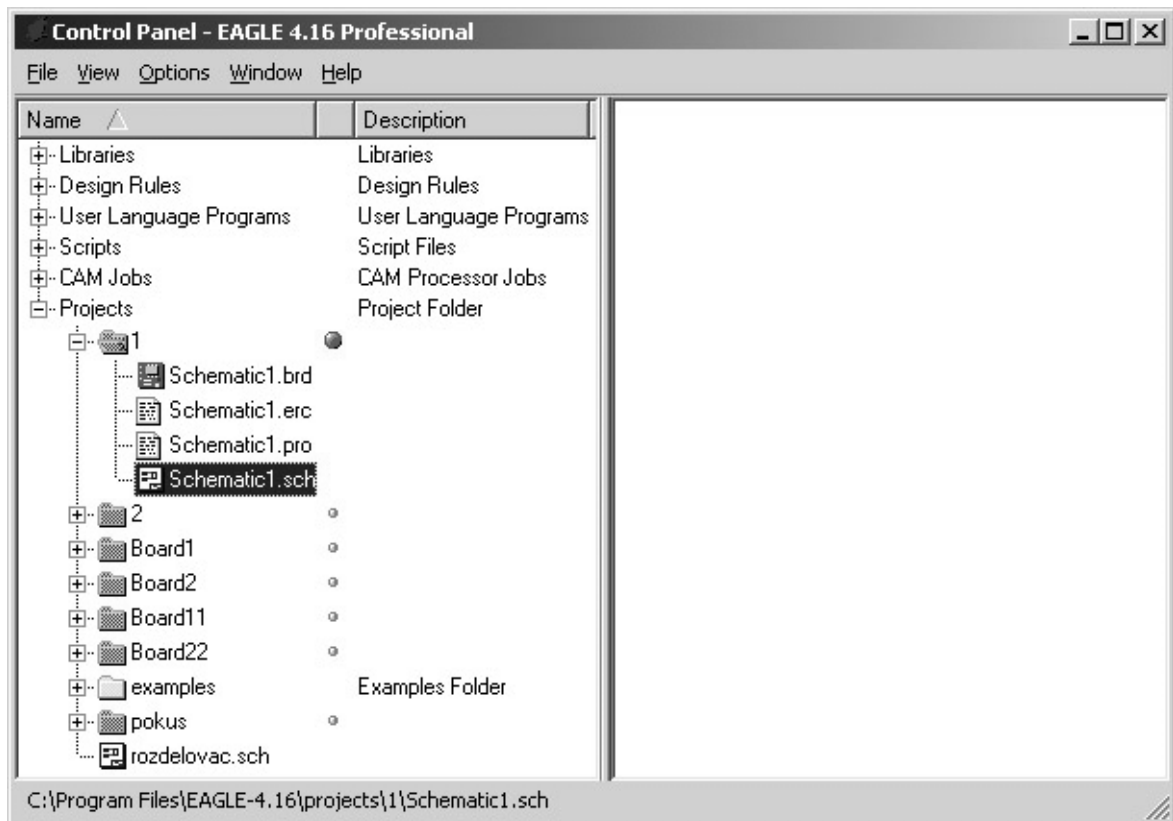 Control Panel - EAGLE 4.16 Professional
File View Options Window Help
Name Description
Libraries Libraries
Design Rules Design Rules
User Language Programs User Language Programs
Scripts Script Files
CAM Jobs CAM Processor Jobs
Projects Project Folder
1
Schematic1.brd
Schematic1.erc
Schematic1.pro
Schematic1.sch
2
Board1
Board2
Board11
Board22
examples Examples Folder
pokus
rozdelovac.sch
C:\Program Files\EAGLE-4.16\projects\1\Schematic1.sch